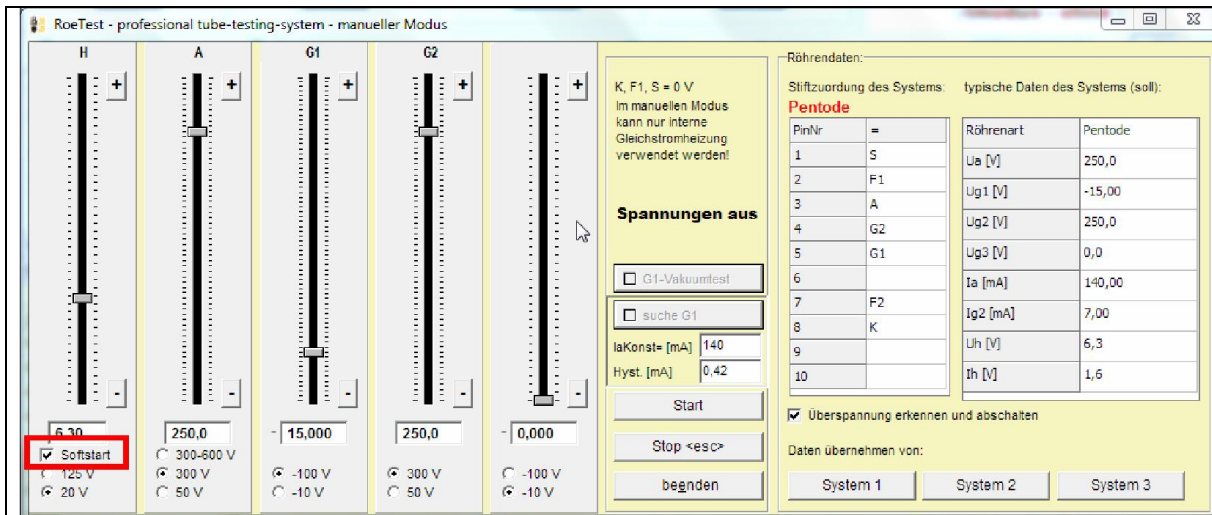 RoeTest - professional tube-testing-system - manueller Modus
H A G1 G2
+ + + + +
- - - - -
6,30 250,0 - 15,000 250,0 - 0,000
Softstart
125 V
20 V
300-600 V
300 V
50 V
-100 V
-10 V
300 V
50 V
-100 V
-10 V
K, F1, S = 0 V
Im manuellen Modus
kann nur interne
Gleichstromheizung
verwendet werden!
Spannungen aus
G1-Vakuumtest
suche G1
IaKonst= [mA] 140
Hyst. [mA] 0,42
Start
Stop <esc>
beenden
Röhrendaten:
Stiftzuordung des Systems:
Pentode
PinNr =
1 S
2 F1
3 A
4 G2
5 G1
6
7 F2
8 K
9
10
typische Daten des Systems (soll):
Röhrenart Pentode
Ua [V] 250,0
Ug1 [V] -15,00
Ug2 [V] 250,0
Ug3 [V] 0,0
Ia [mA] 140,00
Ig2 [mA] 7,00
Uh [V] 6,3
Ih [V] 1,6
Überspannung erkennen und abschalten
Daten übernehmen von:
System 1 System 2 System 3